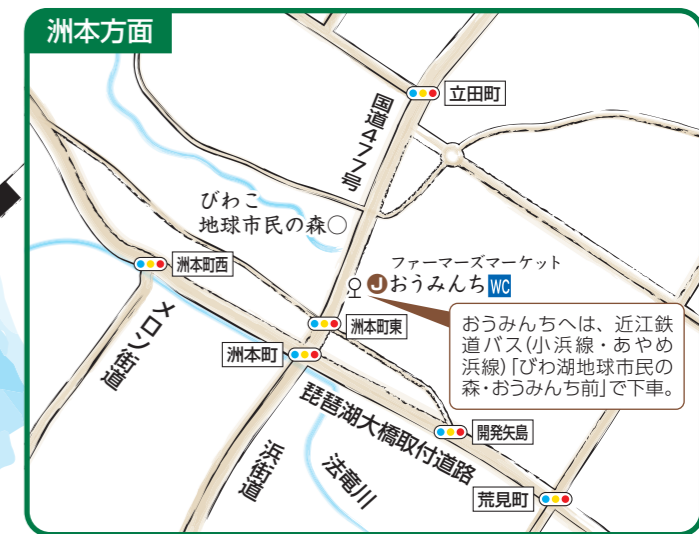 洲本方面
立田町
国道477号
びわこ
地球市民の森
ファーマーズマーケット
J おうみんち WC
洲本町西
洲本町東
メロン街道
洲本町
おうみんちへは、近江鉄
道バス(小浜線・あやめ
浜線)「びわ湖地球市民の
森・おうみんち前」で下車。
琵琶湖大橋取付道路
開発矢島
浜街道
法竜川
荒見町